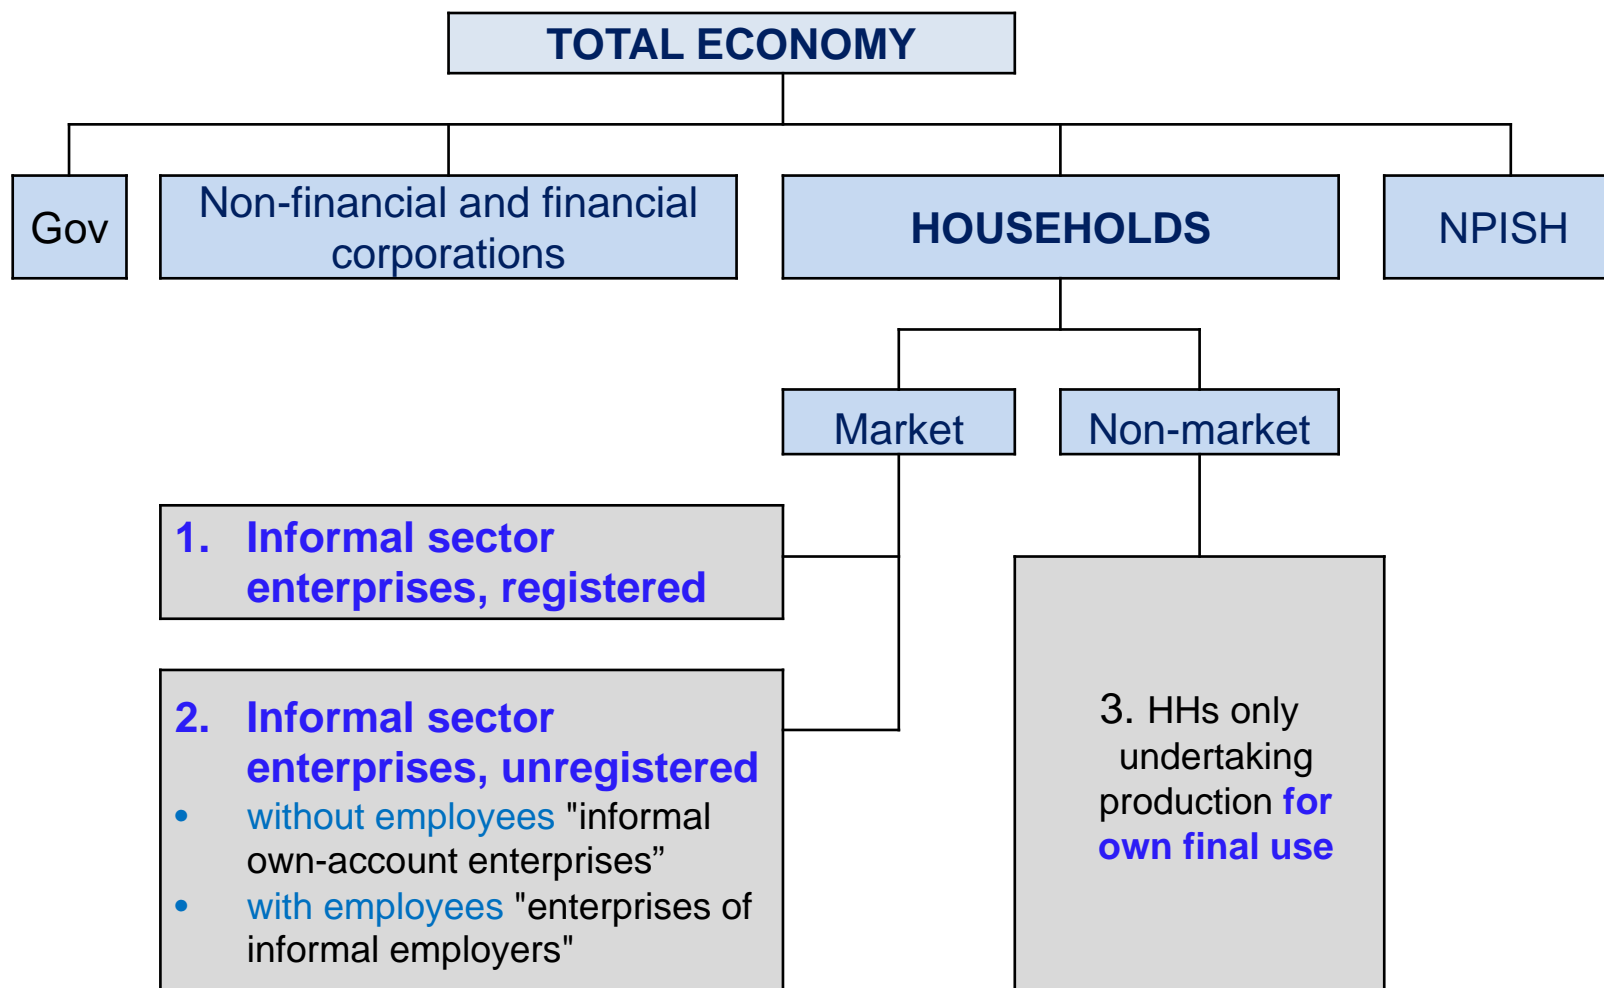 TOTAL ECONOMY
Gov
Non-financial and financial
corporations
HOUSEHOLDS
NPISH
Market
Non-market
1. Informal sector
enterprises, registered
2. Informal sector
enterprises, unregistered
• without employees "informal
own-account enterprises”
• with employees "enterprises of
informal employers"
3. HHs only
undertaking
production for
own final use